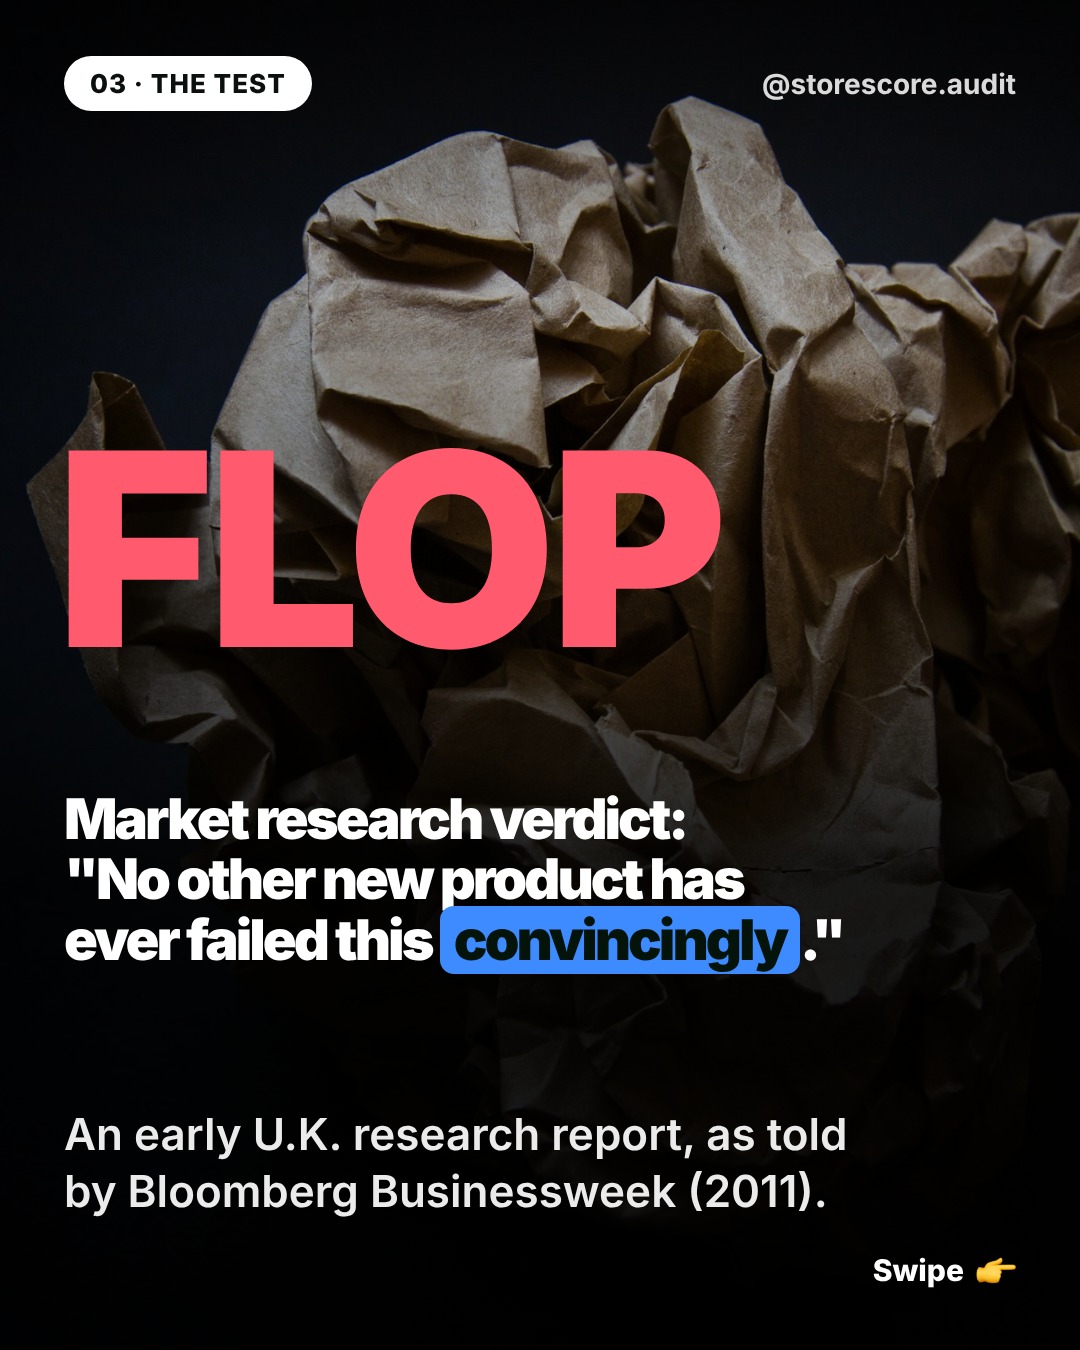 03 · THE TEST
@storescore.audit
FLOP
Market research verdict:
"No other new product has
ever failed this convincingly."
An early U.K. research report, as told
by Bloomberg Businessweek (2011).
Swipe 👉